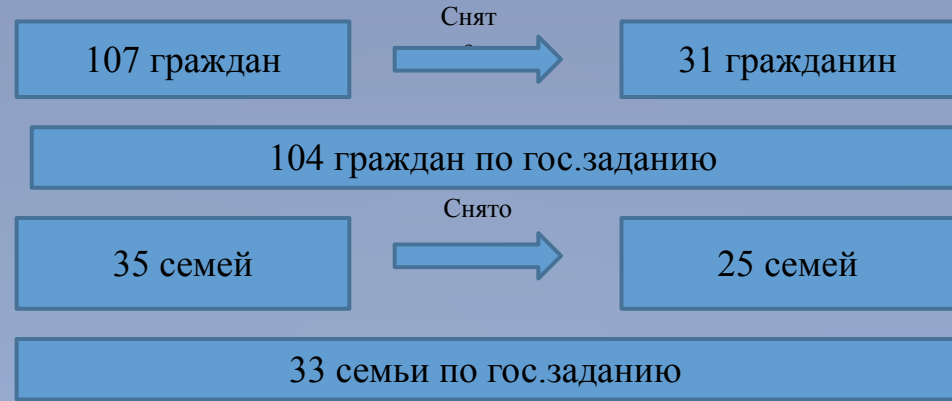 Снят
107 граждан
31 гражданин
104 граждан по гос.заданию
Снято
35 семей
25 семей
33 семьи по гос.заданию